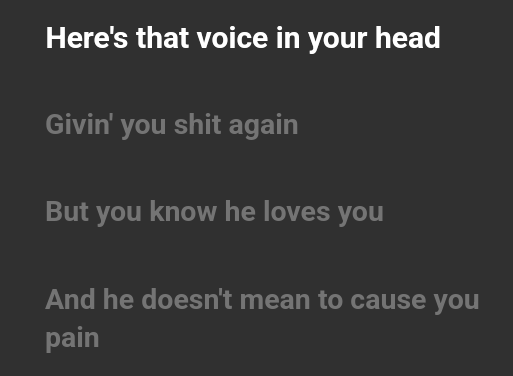 Here's that voice in your head
Givin' you shit again
But you know he loves you
And he doesn't mean to cause you
pain